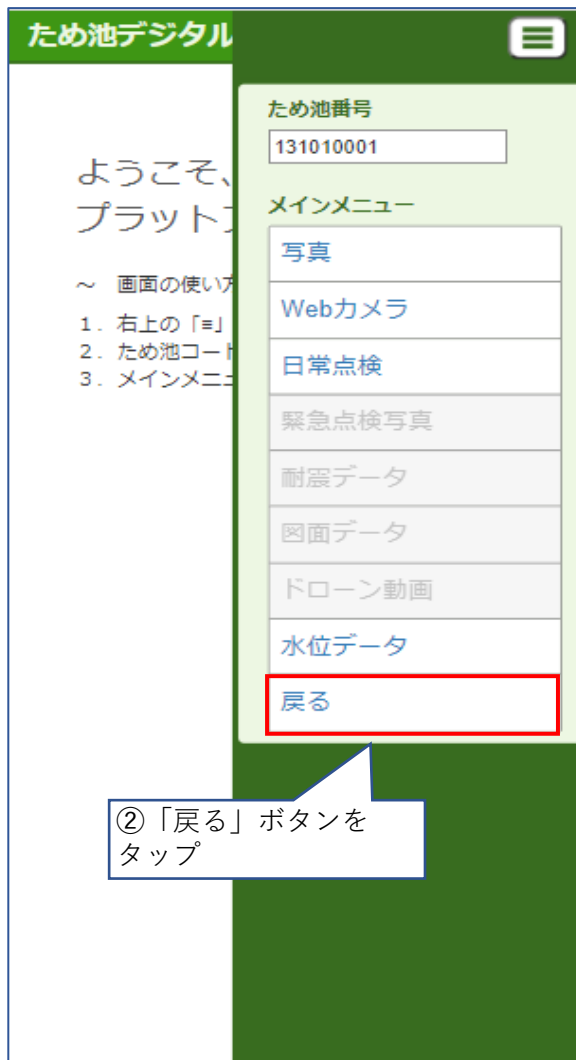 ため池デジタル
ため池番号
131010001
メインメニュー
写真
Webカメラ
日常点検
緊急点検写真
耐震データ
図面データ
ドローン動画
水位データ
戻る
ようこそ、
プラット
～ 画面の使い方
1. 右上の「≡」
2. ため池コード
3. メインメニュ
②「戻る」ボタンを
タップ